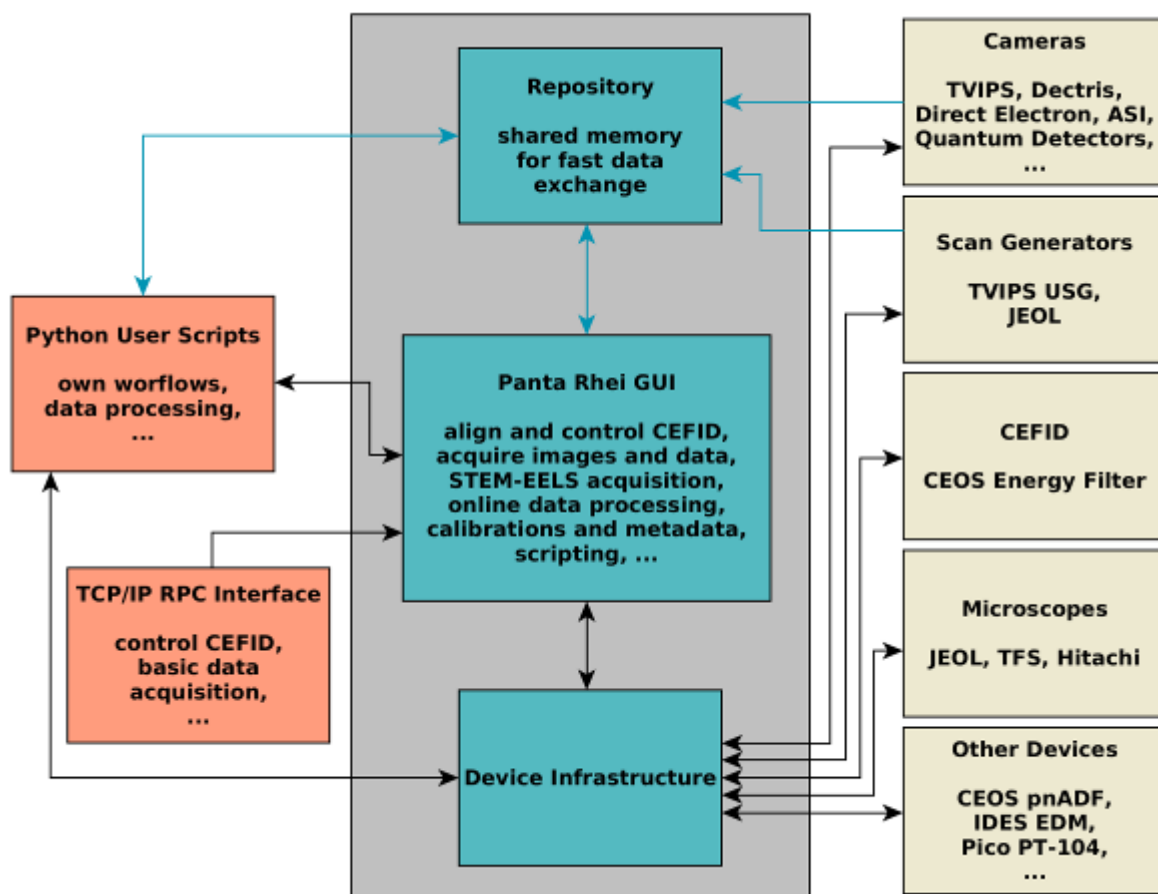 Repository
shared memory
for fast data
exchange
Cameras
TVIPS, Dectris,
Direct Electron, ASI,
Quantum Detectors,
...
Scan Generators
TVIPS USG,
JEOL
Python User Scripts
own worflows,
data processing,
...
Panta Rhei GUI
align and control CEFID,
acquire images and data,
STEM-EELS acquisition,
online data processing,
calibrations and metadata,
scripting, ...
CEFID
CEOS Energy Filter
TCP/IP RPC Interface
control CEFID,
basic data
acquisition,
...
Microscopes
JEOL, TFS, Hitachi
Device Infrastructure
Other Devices
CEOS pnADF,
IDES EDM,
Pico PT-104,
...